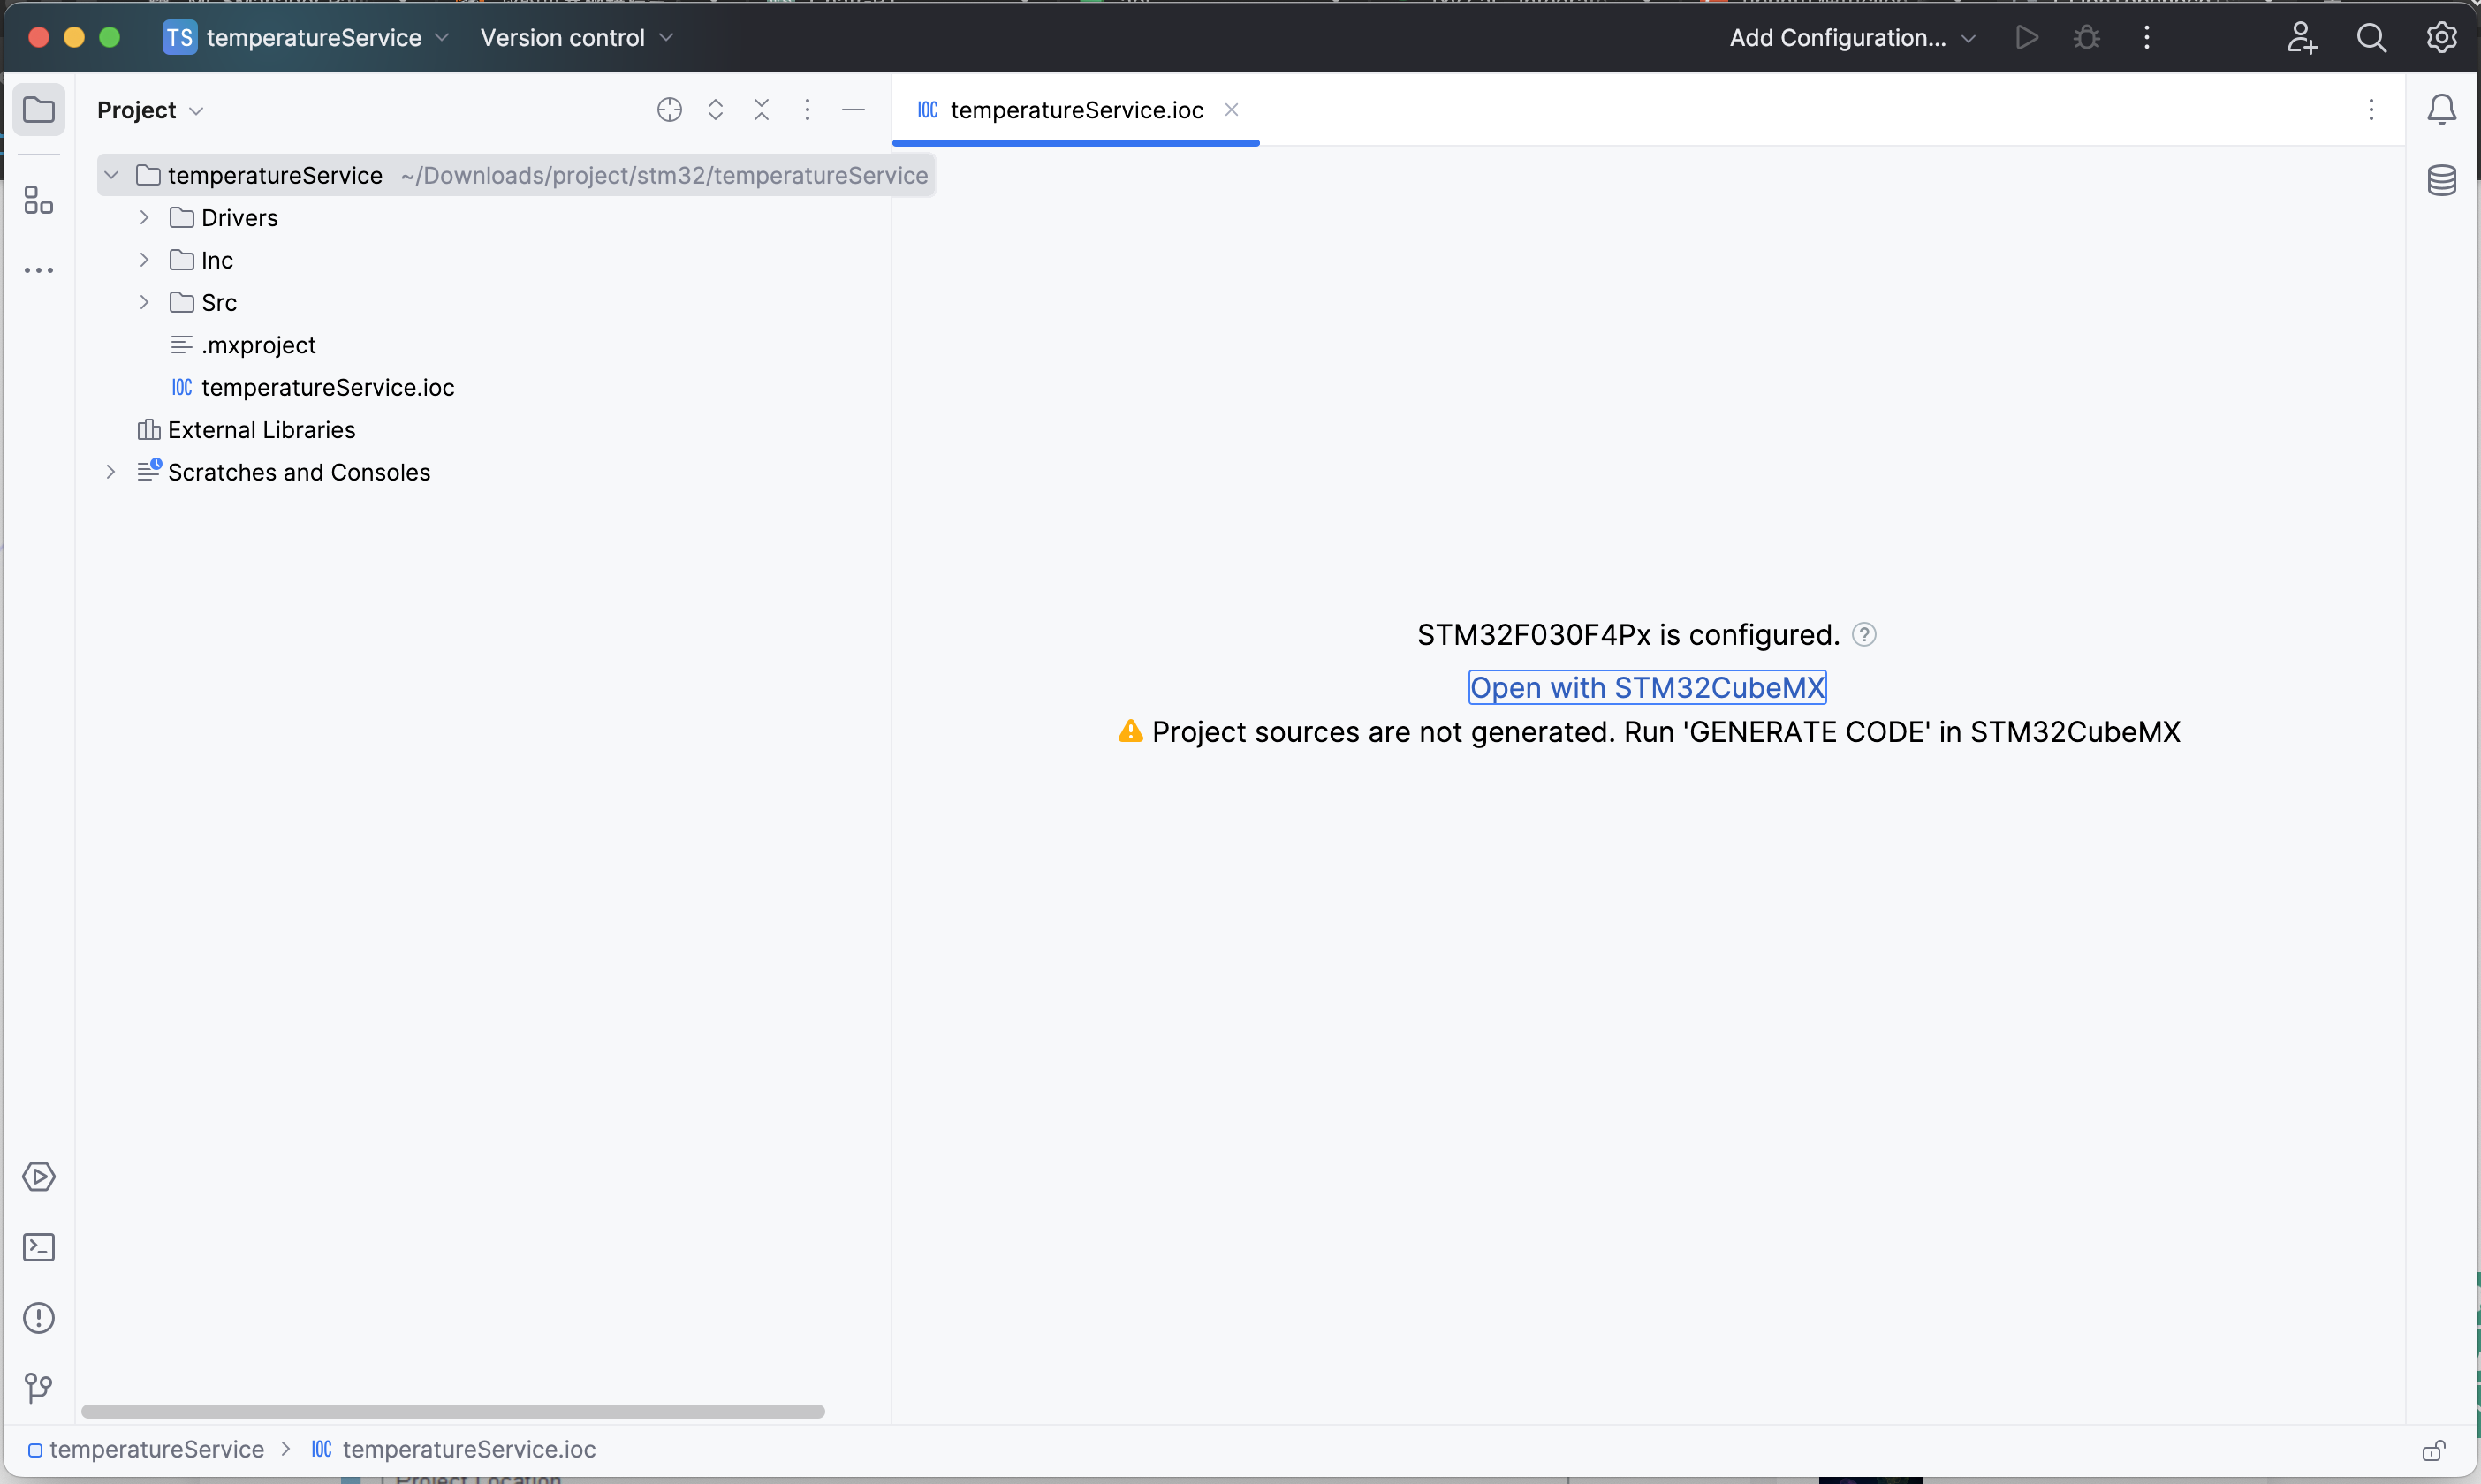 TS temperatureService Version control Add Configuration...
Project
IOC temperatureService.ioc
temperatureService ~/Downloads/project/stm32/temperatureService
Drivers
Inc
Src
.mxproject
IOC temperatureService.ioc
External Libraries
Scratches and Consoles
STM32F030F4Px is configured.
Open with STM32CubeMX
Project sources are not generated. Run 'GENERATE CODE' in STM32CubeMX
temperatureService IOC temperatureService.ioc
Project Location